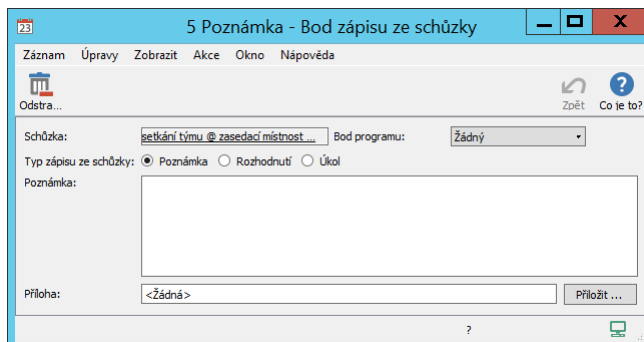 23
5 Poznámka - Bod zápisu ze schůzky
X
Záznam Úpravy Zobrazit Akce Okno Nápověda
Odstra... Zpět Co je to?
Schůzka: setkání týmu @ zasedací místnost ... Bod programu: Žádný
Typ zápisu ze schůzky: Poznámka Rozhodnutí Úkol
Poznámka:
Příloha: <Žádná> Přiložit ...
?